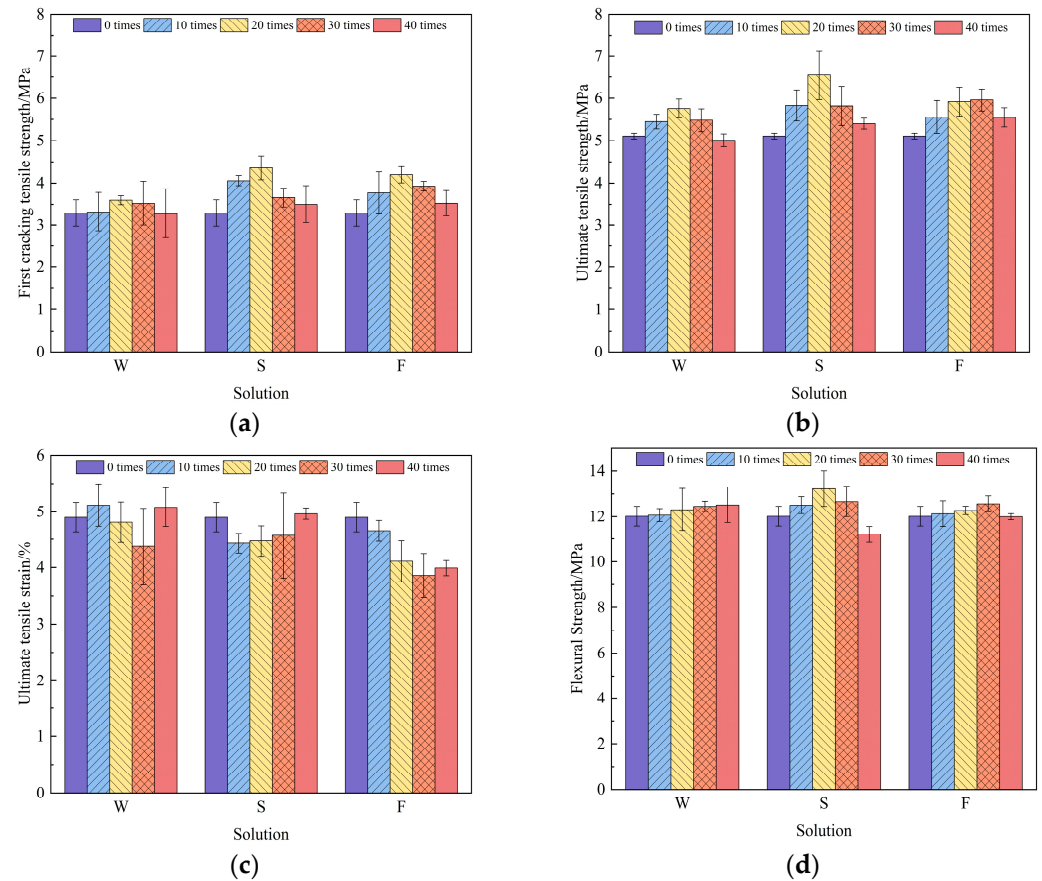 0 times 10 times 20 times 30 times 40 times
First cracking tensile strength/MPa
8
7
6
5
4
3
2
1
0
W S F
Solution
(a)
0 times 10 times 20 times 30 times 40 times
Ultimate tensile strength/MPa
8
7
6
5
4
3
2
1
0
W S F
Solution
(b)
0 times 10 times 20 times 30 times 40 times
Ultimate tensile strain/%
6
5
4
3
2
1
0
W S F
Solution
(c)
0 times 10 times 20 times 30 times 40 times
Flexural Strength/MPa
14
12
10
8
6
4
2
0
W S F
Solution
(d)